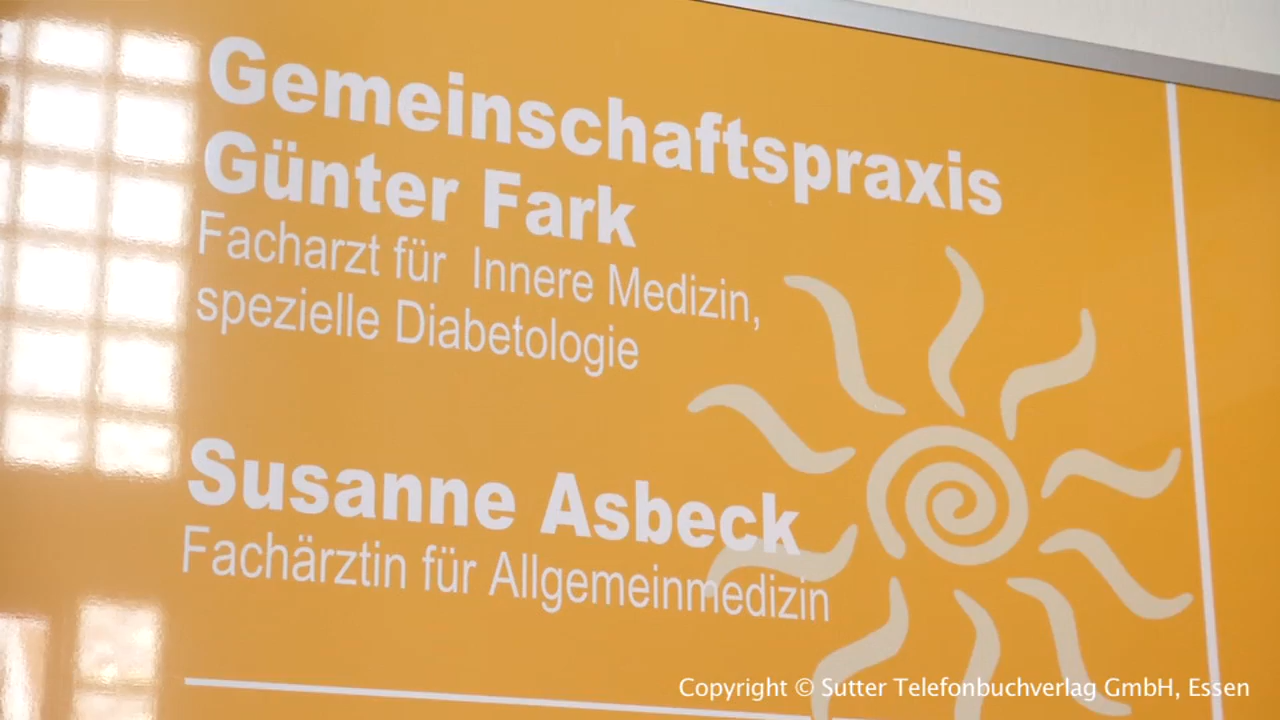 Gemeinschaftspraxis
Günter Fark
Facharzt für Innere Medizin,
spezielle Diabetologie
Susanne Asbeck
Fachärztin für Allgemeinmedizin
Copyright © Sutter Telefonbuchverlag GmbH, Essen